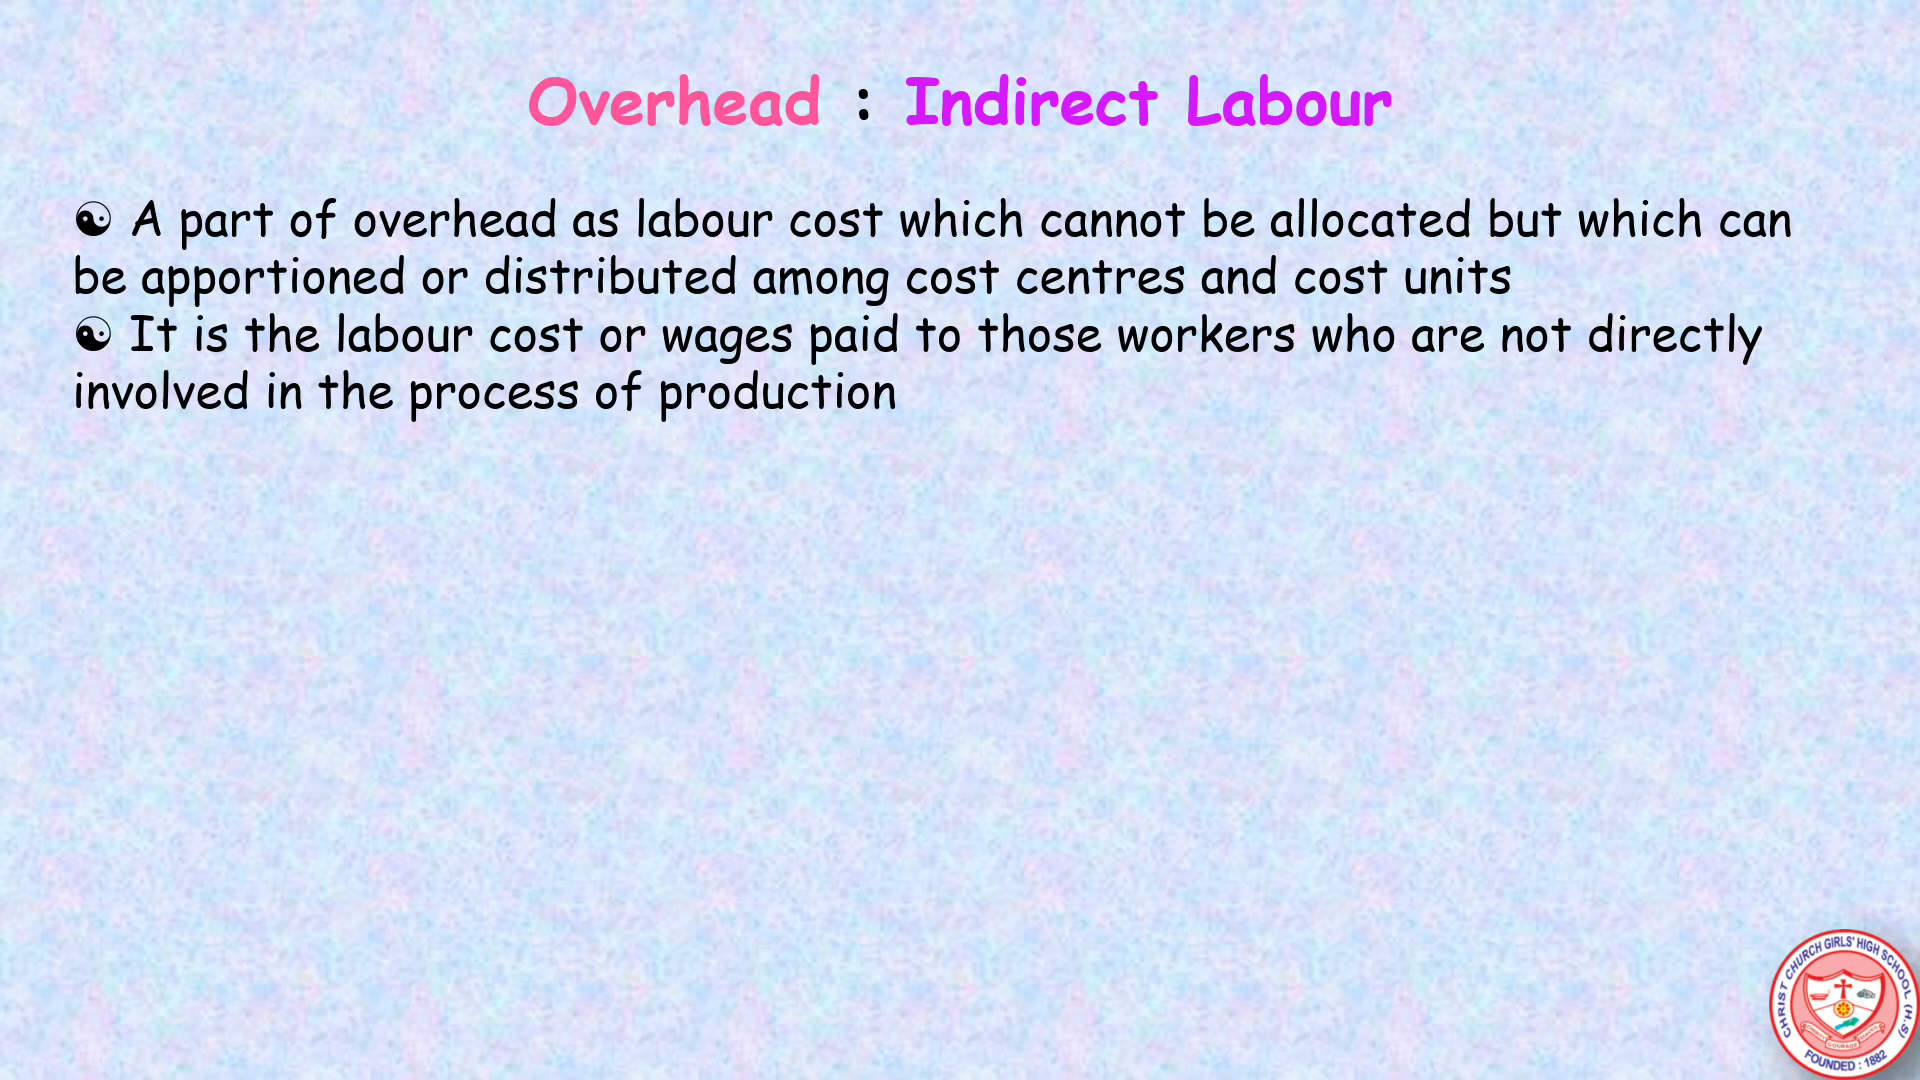 Overhead : Indirect Labour
☯ A part of overhead as labour cost which cannot be allocated but which can
be apportioned or distributed among cost centres and cost units
☯ It is the labour cost or wages paid to those workers who are not directly
involved in the process of production
CHRIST CHURCH GIRLS' HIGH SCHOOL (H.S)
COURAGE
FOUNDED : 1882